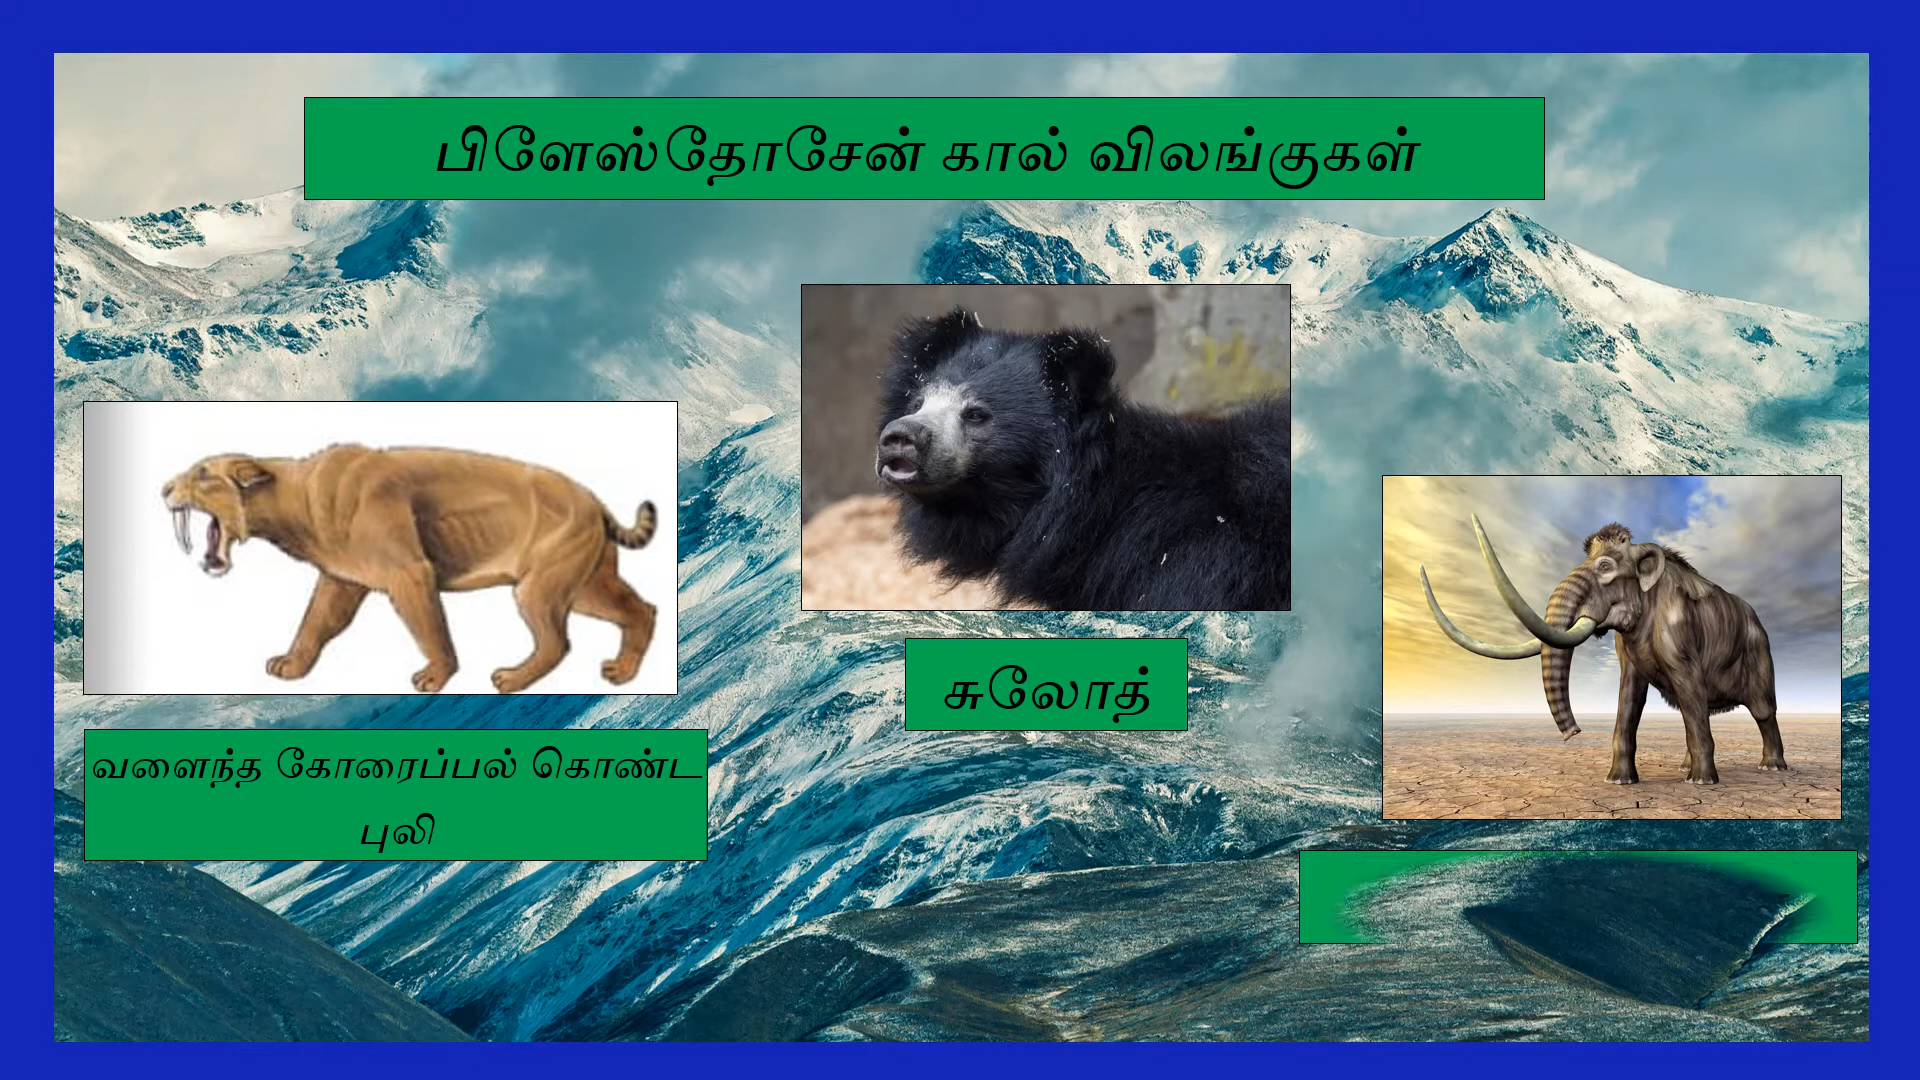 பிளேஸ்தோசேன் கால் விலங்குகள்
சுலோத்
வளைந்த கோரைப்பல் கொண்ட
புலி